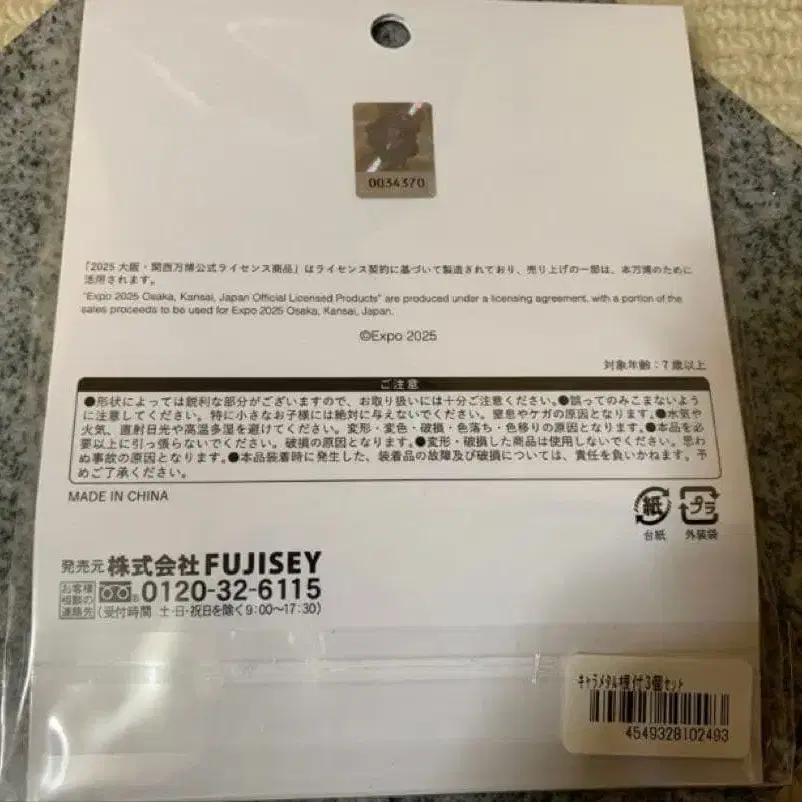 0034370
「2025 大阪・関西万博公式ライセンス商品」はライセンス契約に基づいて製造されており、売り上げの一部は、本万博のために
活用されます。
"Expo 2025 Osaka, Kansai, Japan Official Licensed Products" are produced under a licensing agreement, with a portion of the
sales proceeds to be used for Expo 2025 Osaka, Kansai, Japan.
©Expo 2025
対象年齢：7歳以上
ご注意
●形状によっては鋭利な部分がございますので、お取り扱いには十分ご注意ください。●誤ってのみこまないよう
に注意してください。特に小さなお子様には絶対に与えないでください。窒息やケガの原因となります。●水気や
火気、直射日光や高温多湿を避けてください。変形・変色・破損・色落ち・色移りの原因となります。●本品を必
要以上に引っ張らないでください。破損の原因となります。●変形・破損した商品は使用しないでください。思わ
ぬ事故の原因となります。●本品装着時に発生した、装着品の故障及び破損については、責任を負いかねます。予
めご了承ください。
MADE IN CHINA
紙 プラ
台紙 外装袋
発売元 株式会社 FUJISEY
お客様
相談の
連絡先
0120-32-6115
(受付時間 土・日・祝日を除く9:00〜17:30)
キャラメタル根付3個セット
4549328102493